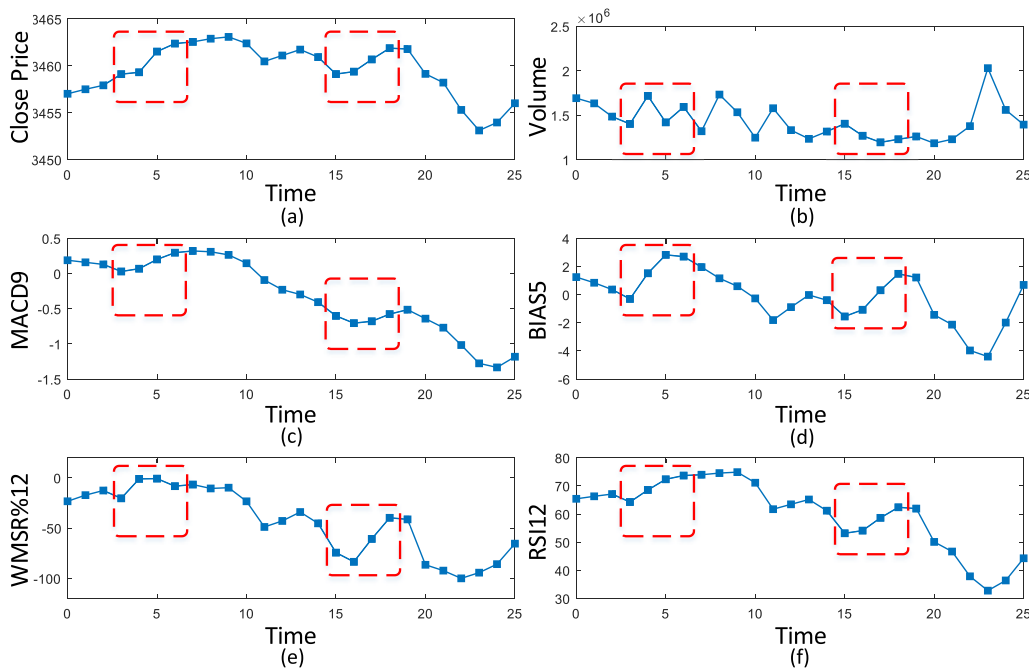 3465
3460
3455
3450
Close Price
0 5 10 15 20 25
Time
(a)
×10⁶
2.5
2
1.5
1
Volume
0 5 10 15 20 25
Time
(b)
0.5
0
-0.5
-1
-1.5
MACD9
0 5 10 15 20 25
Time
(c)
4
2
0
-2
-4
-6
BIAS5
0 5 10 15 20 25
Time
(d)
0
-50
-100
WMSR%12
0 5 10 15 20 25
Time
(e)
80
70
60
50
40
30
RSI12
0 5 10 15 20 25
Time
(f)